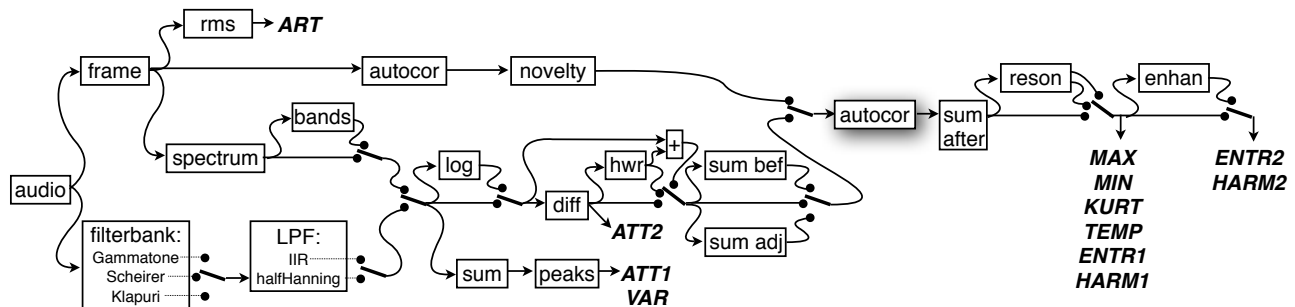 rms
ART
frame
autocor
novelty
reson
enhan
bands
autocor
sum
after
spectrum
log
hwr
+
sum bef
MAX
MIN
KURT
TEMP
ENTR1
HARM1
ENTR2
HARM2
audio
diff
ATT2
sum adj
filterbank:
Gammatone
Scheirer
Klapuri
LPF:
IIR
halfHanning
sum
peaks
ATT1
VAR